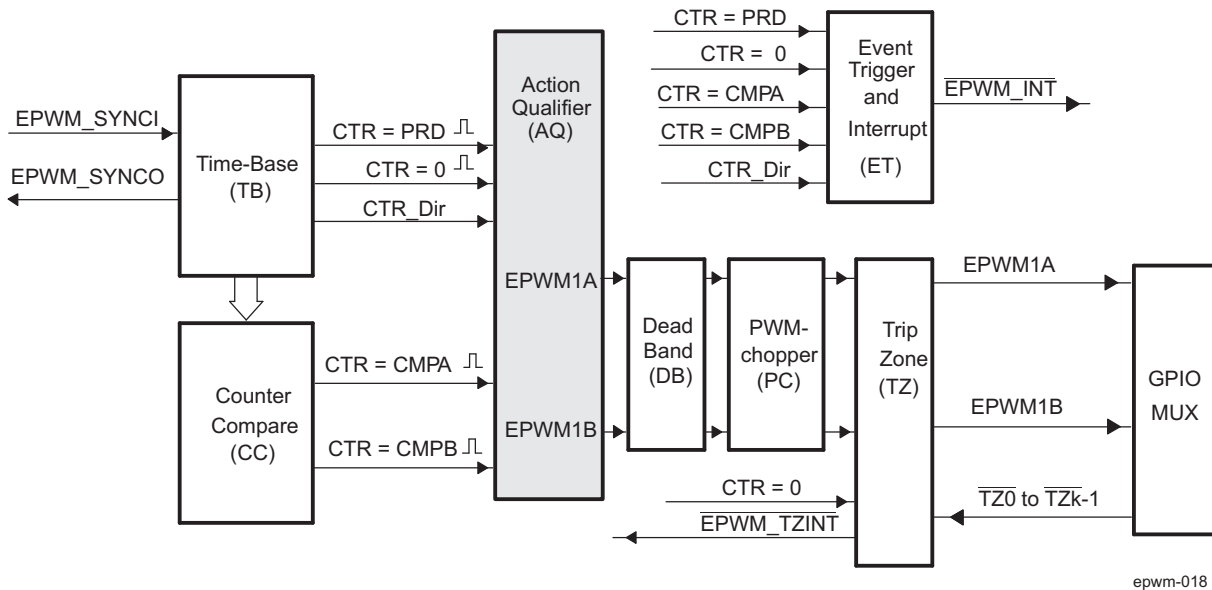 EPWM_SYNCI
EPWM_SYNCO
Time-Base
(TB)
CTR = PRD
CTR = 0
CTR_Dir
Counter
Compare
(CC)
CTR = CMPA
CTR = CMPB
Action
Qualifier
(AQ)
EPWM1A
EPWM1B
CTR = PRD
CTR = 0
CTR = CMPA
CTR = CMPB
CTR_Dir
Event
Trigger
and
Interrupt
(ET)
EPWM_INT
Dead
Band
(DB)
PWM-
chopper
(PC)
Trip
Zone
(TZ)
CTR = 0
EPWM_TZINT
EPWM1A
EPWM1B
TZ0 to TZk-1
GPIO
MUX
epwm-018